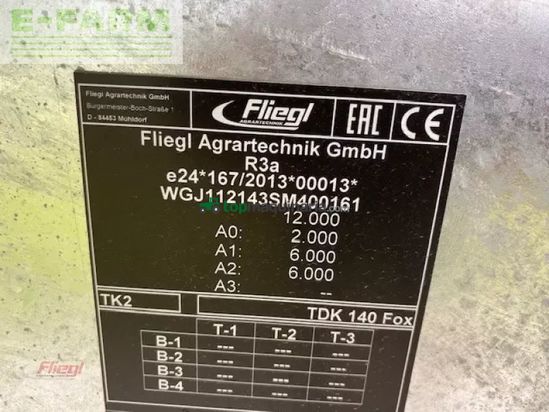 E-FARM
Fliegl Agrartechnik GmbH
Burgermeister-Boch-Straße 1
D - 84453 Mühldorf
Fliegl
AGRARTECHNIK
EAC
Fliegl Agrartechnik GmbH
R3a
e24*167/2013*00013*
WGJ112143SM400161
12.000
A0: 2.000
A1: 6.000
A2: 6.000
A3: --
TK2 TDK 140 Fox
T-1 T-2 T-3
B-1 --- --- ---
B-2 --- --- ---
B-3 --- --- ---
B-4 --- --- ---
Fliegl